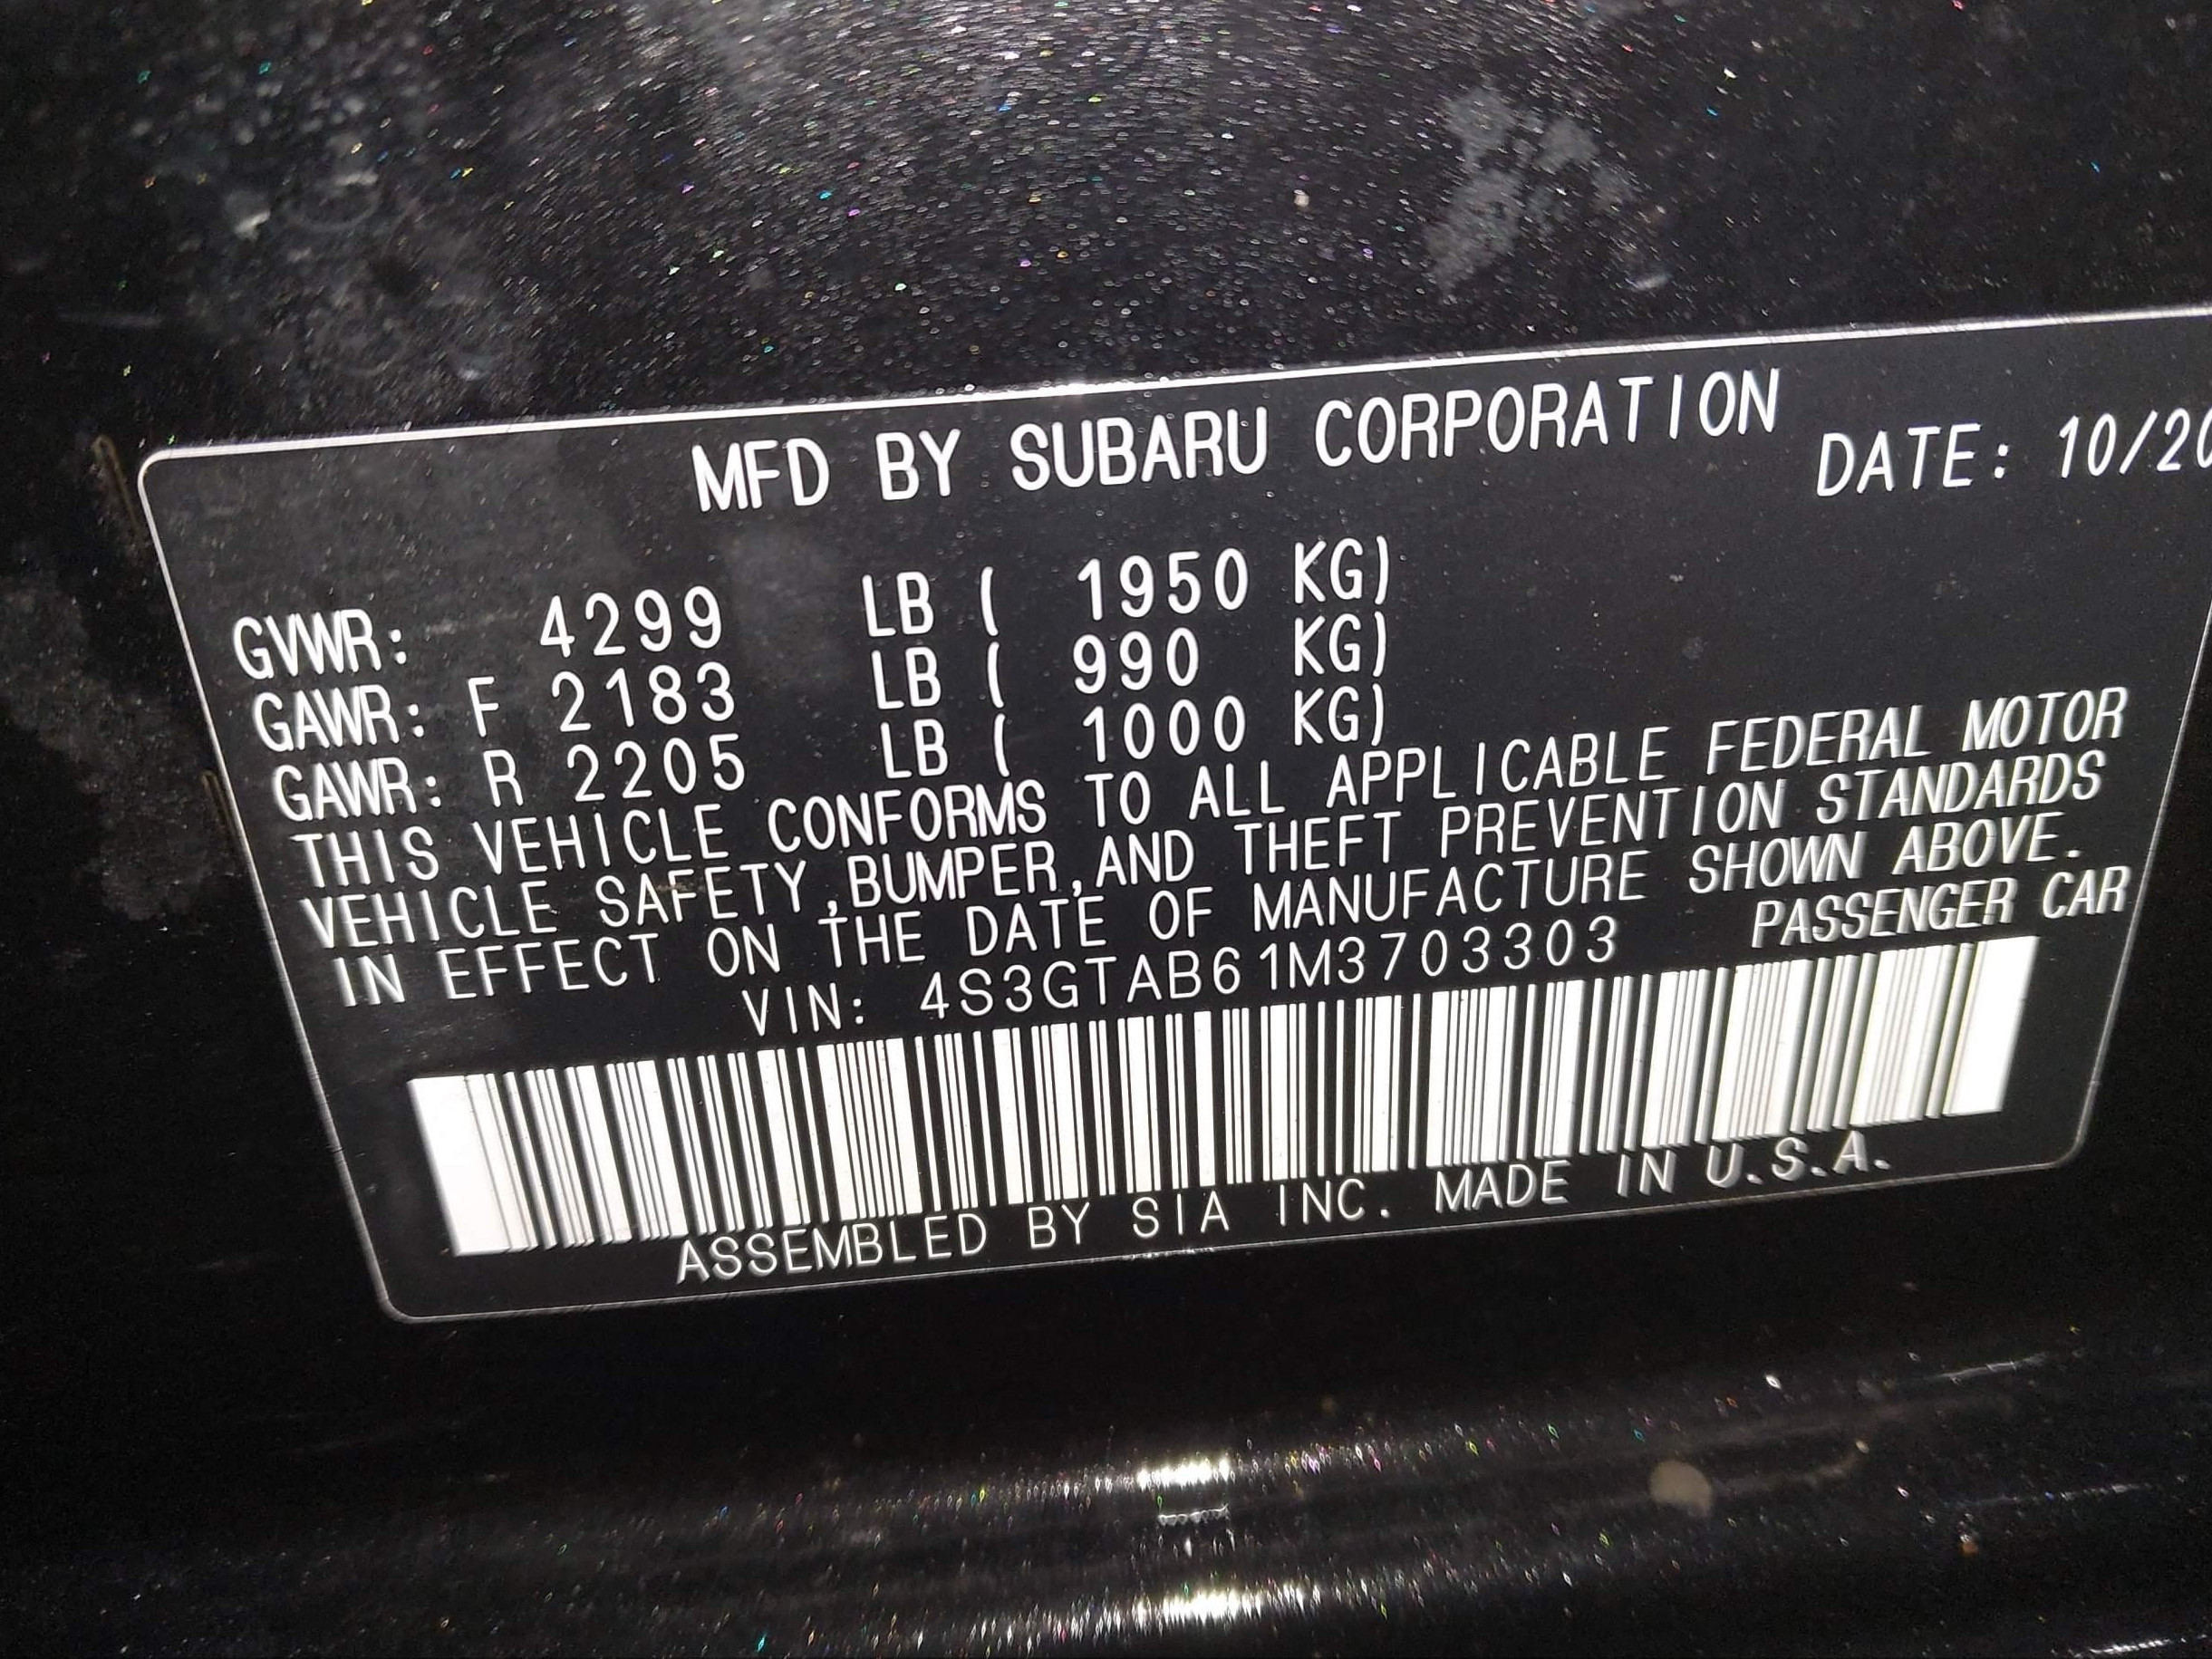 MFD BY SUBARU CORPORATION
DATE: 10/20
GVWR: 4299 LB ( 1950 KG)
GAWR: F 2183 LB ( 990 KG)
GAWR: R 2205 LB ( 1000 KG)
THIS VEHICLE CONFORMS TO ALL APPLICABLE FEDERAL MOTOR
VEHICLE SAFETY,BUMPER,AND THEFT PREVENTION STANDARDS
IN EFFECT ON THE DATE OF MANUFACTURE SHOWN ABOVE.
VIN: 4S3GTAB61M3703303 PASSENGER CAR
ASSEMBLED BY SIA INC. MADE IN U.S.A.